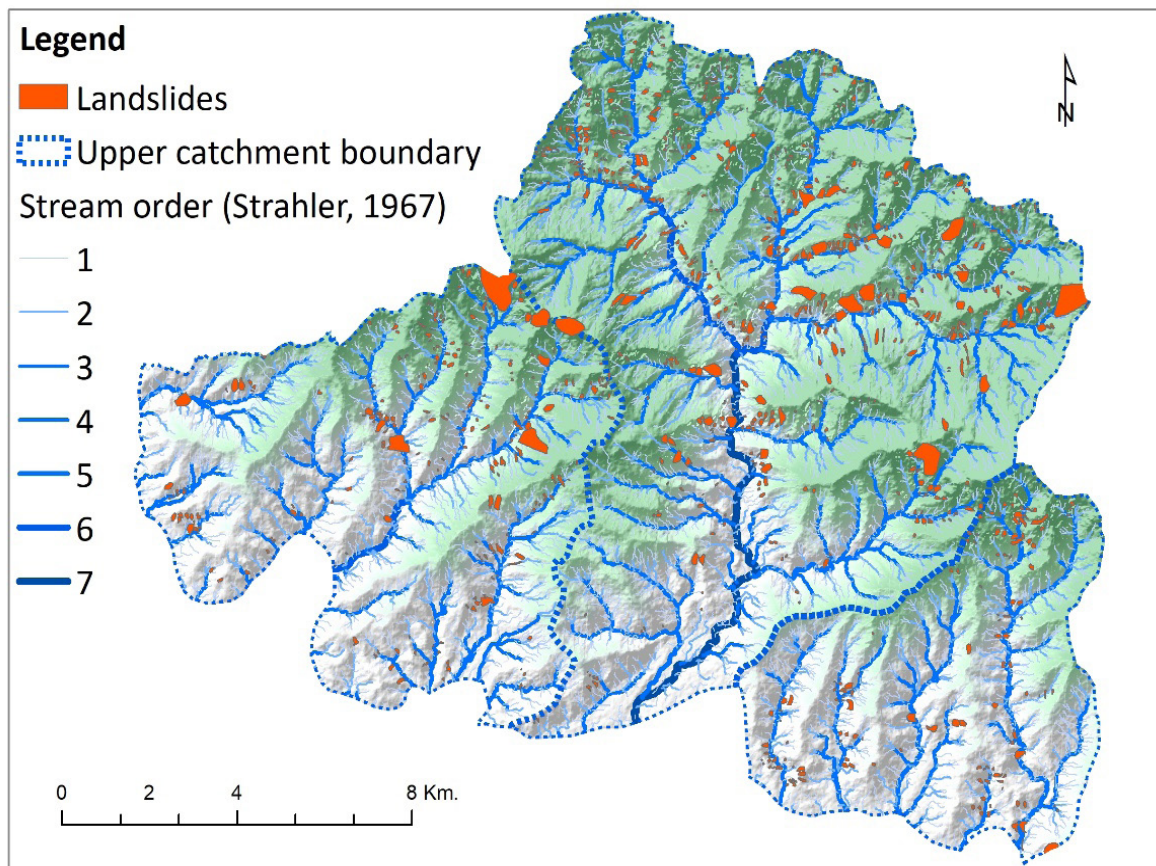 Legend
Landslides
Upper catchment boundary
Stream order (Strahler, 1967)
1
2
3
4
5
6
7
N
0 2 4 8 Km.